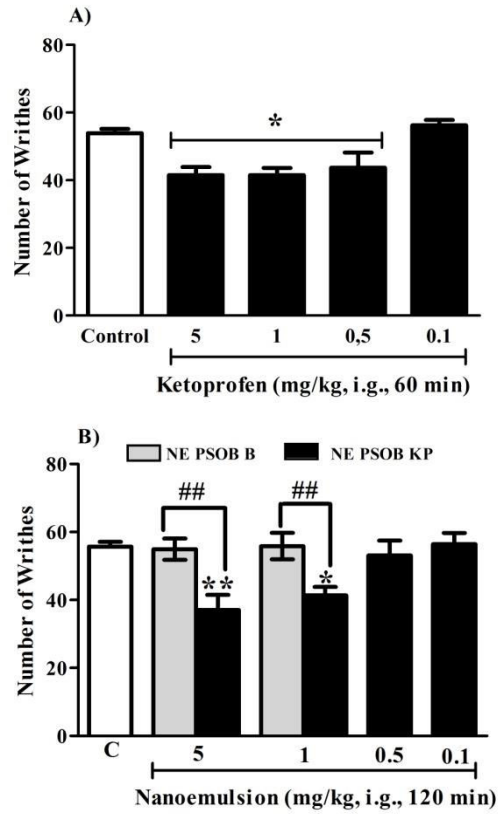 A)
Number of Writhes
80
60
40
20
0
*
Control 5 1 0,5 0.1
Ketoprofen (mg/kg, i.g., 60 min)
B)
NE PSOB B NE PSOB KP
Number of Writhes
80
60
40
20
0
## ##
** *
C 5 1 0.5 0.1
Nanoemulsion (mg/kg, i.g., 120 min)